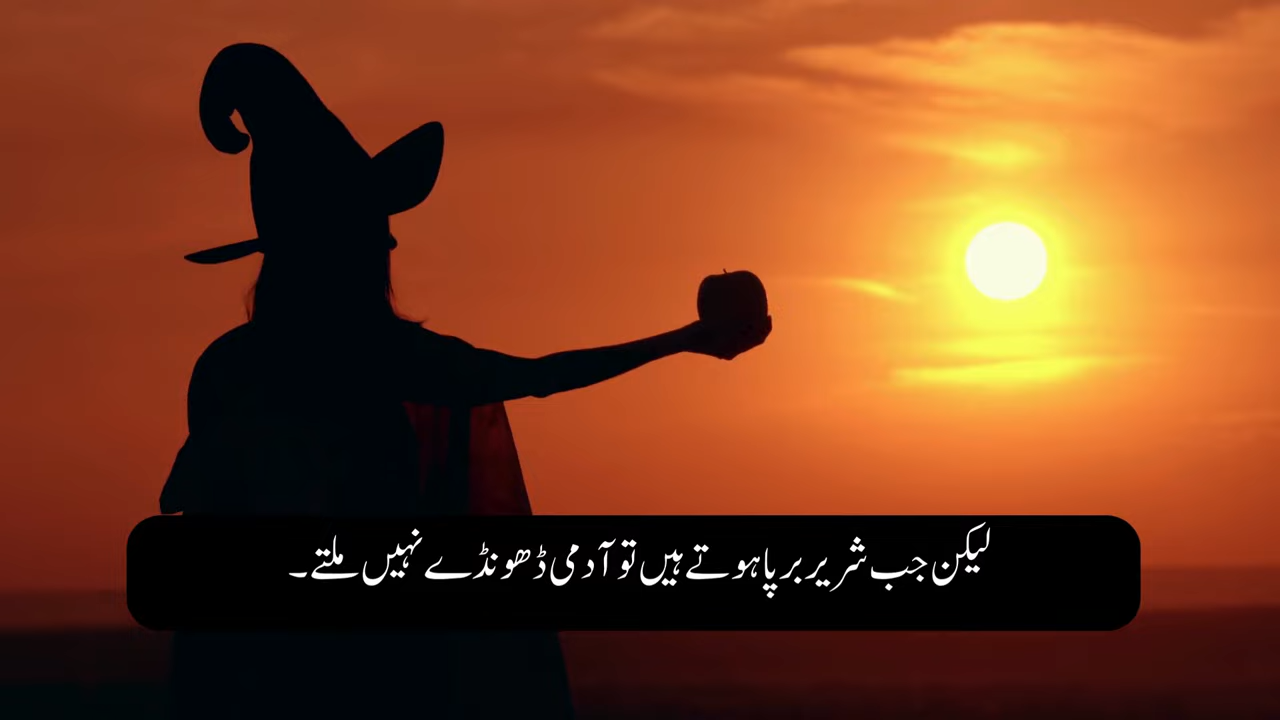 لیکن جب شریر برپا ہوتے ہیں تو آدمی ڈھونڈے نہیں ملتے۔